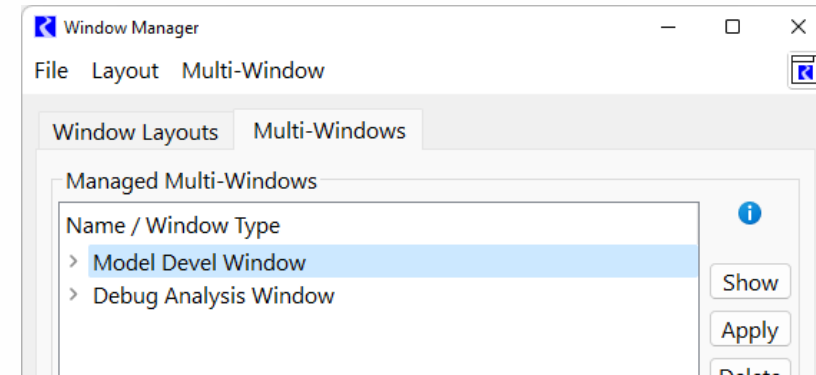 Window Manager
File Layout Multi-Window
Window Layouts Multi-Windows
Managed Multi-Windows
Name / Window Type
Model Devel Window
Debug Analysis Window
Show
Apply
Delete